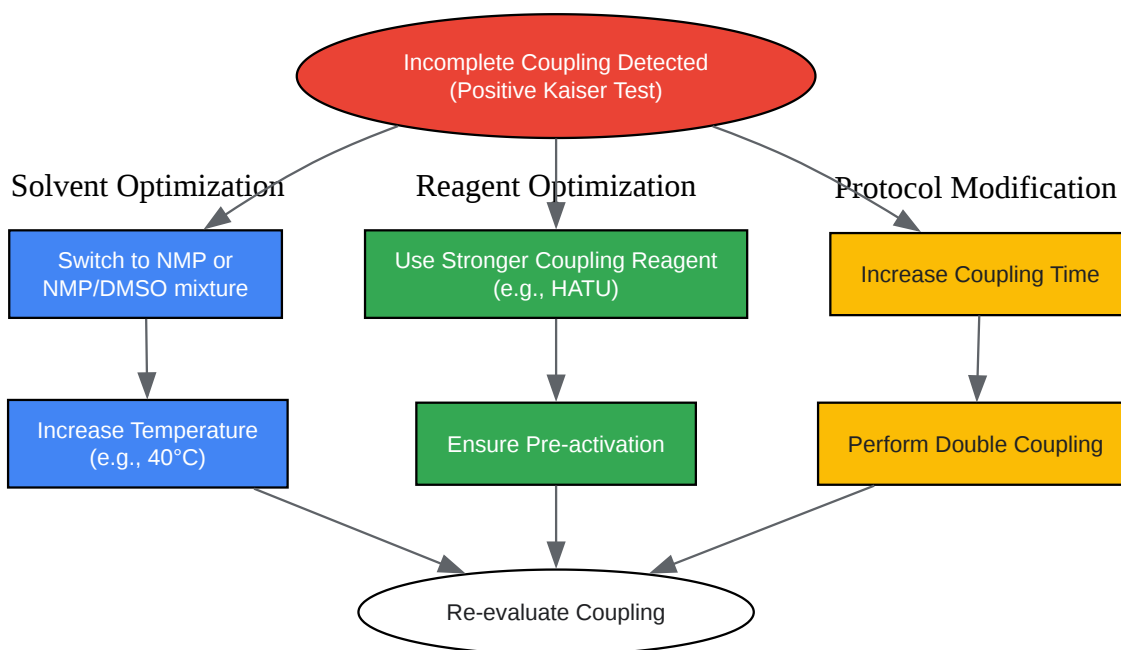 Incomplete Coupling Detected
(Positive Kaiser Test)
Solvent Optimization
Reagent Optimization
Protocol Modification
Switch to NMP or
NMP/DMSO mixture
Use Stronger Coupling Reagent
(e.g., HATU)
Increase Coupling Time
Increase Temperature
(e.g., 40°C)
Ensure Pre-activation
Perform Double Coupling
Re-evaluate Coupling